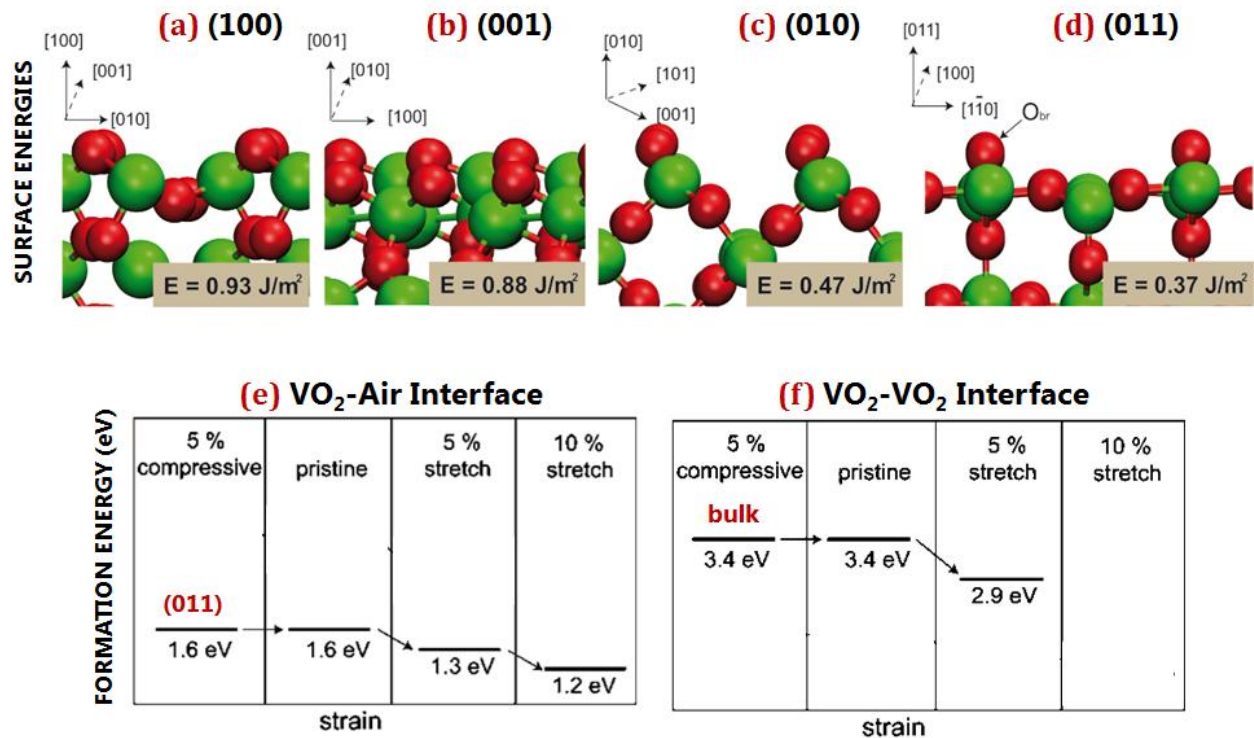 SURFACE ENERGIES
(a) (100)
[100]
[001]
[010]
E = 0.93 J/m²
(b) (001)
[001]
[010]
[100]
E = 0.88 J/m²
(c) (010)
[010]
[101]
[001]
E = 0.47 J/m²
(d) (011)
[011]
[100]
[11̅0]
Obr
E = 0.37 J/m²
FORMATION ENERGY (eV)
(e) VO₂-Air Interface
5 %
compressive
pristine
5 %
stretch
10 %
stretch
(011)
1.6 eV
1.6 eV
1.3 eV
1.2 eV
strain
(f) VO₂-VO₂ Interface
5 %
compressive
pristine
5 %
stretch
10 %
stretch
bulk
3.4 eV
3.4 eV
2.9 eV
strain